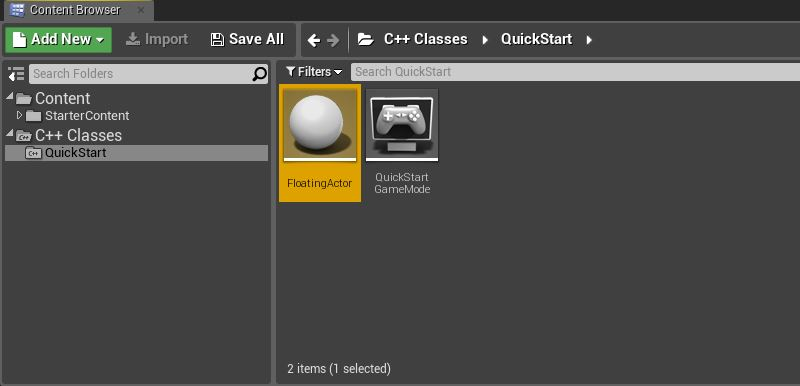 Content Browser
Add New
Import
Save All
C++ Classes
QuickStart
Search Folders
Filters
Search QuickStart
Content
StarterContent
C++ Classes
C++
QuickStart
FloatingActor
QuickStart
GameMode
2 items (1 selected)